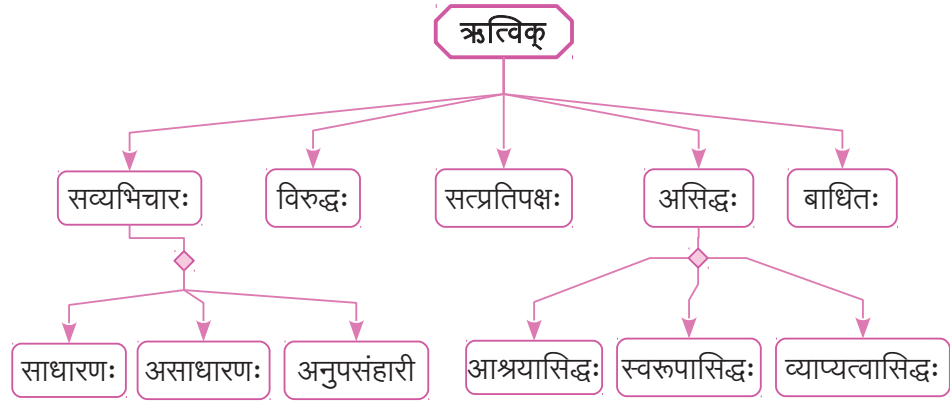 ऋत्विक्
सव्यभिचारः
विरुद्धः
सत्प्रतिपक्षः
असिद्धः
बाधितः
साधारणः
असाधारणः
अनुपसंहारी
आश्रयासिद्धः
स्वरूपासिद्धः
व्याप्यत्वासिद्धः